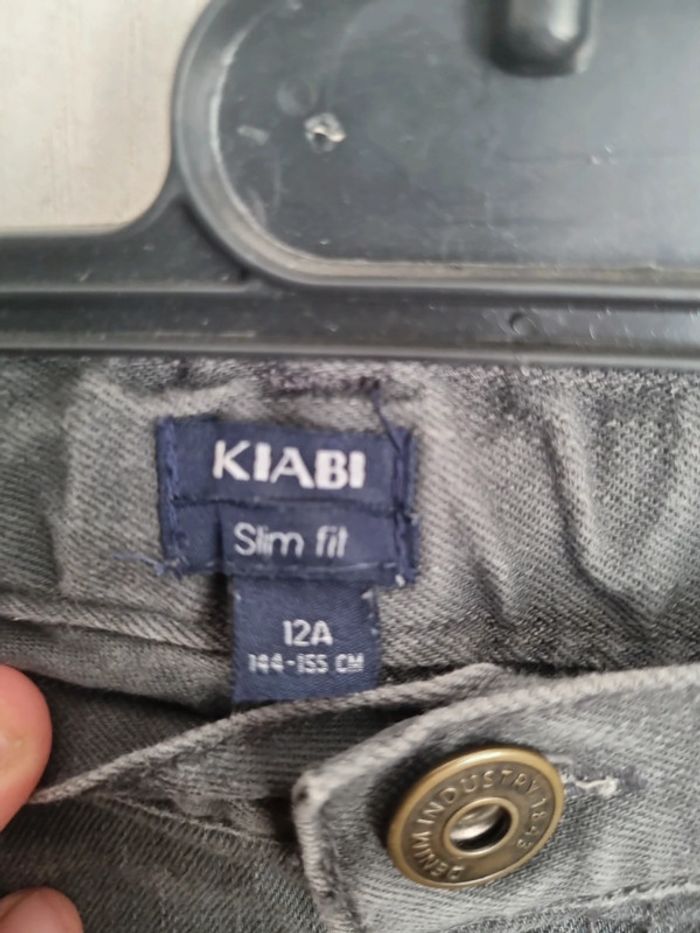 KIABI
Slim fit
12A
144-155 CM
DENIM INDUSTRY 1843